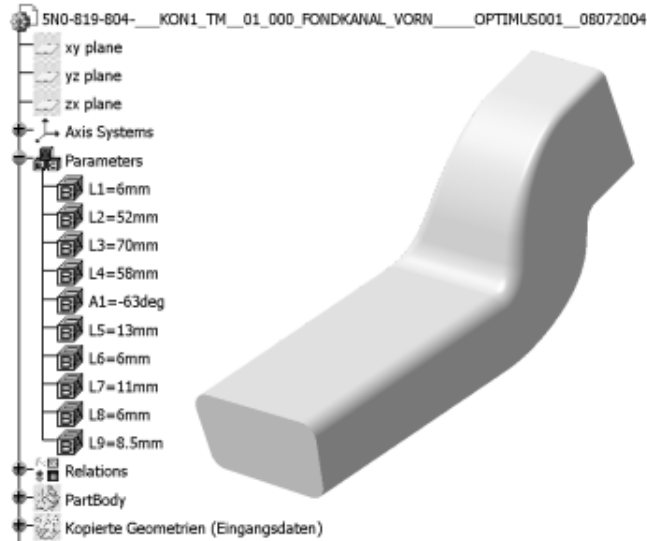 5N0-819-804-___KON1_TM__01_000_FONDKANAL_VORN_____OPTIMUS001__08072004
xy plane
yz plane
zx plane
Axis Systems
Parameters
L1=6mm
L2=52mm
L3=70mm
L4=58mm
A1=-63deg
L5=13mm
L6=6mm
L7=11mm
L8=6mm
L9=8.5mm
Relations
PartBody
Kopierte Geometrien (Eingangsdaten)